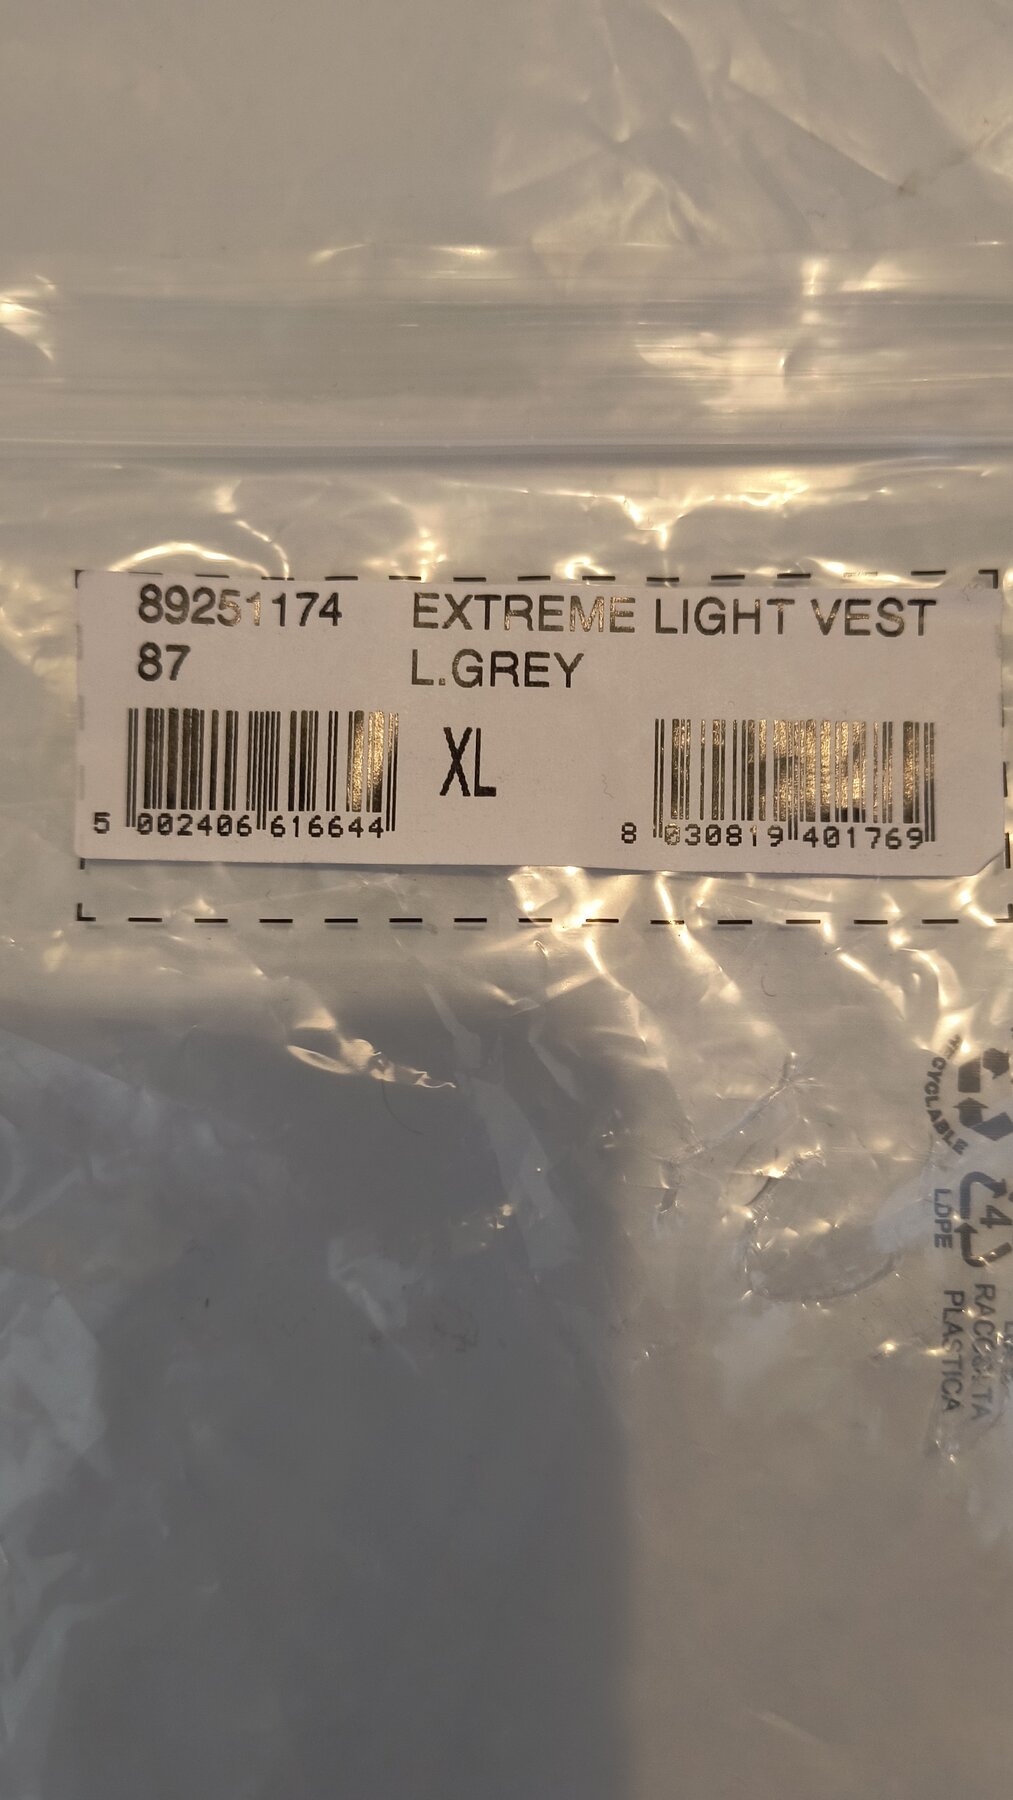 89251174 EXTREME LIGHT VEST
87 L.GREY
XL
5 002406 616644
8 030819 401769
RECYCLABLE
4
LDPE
RACCOLTA
PLASTICA